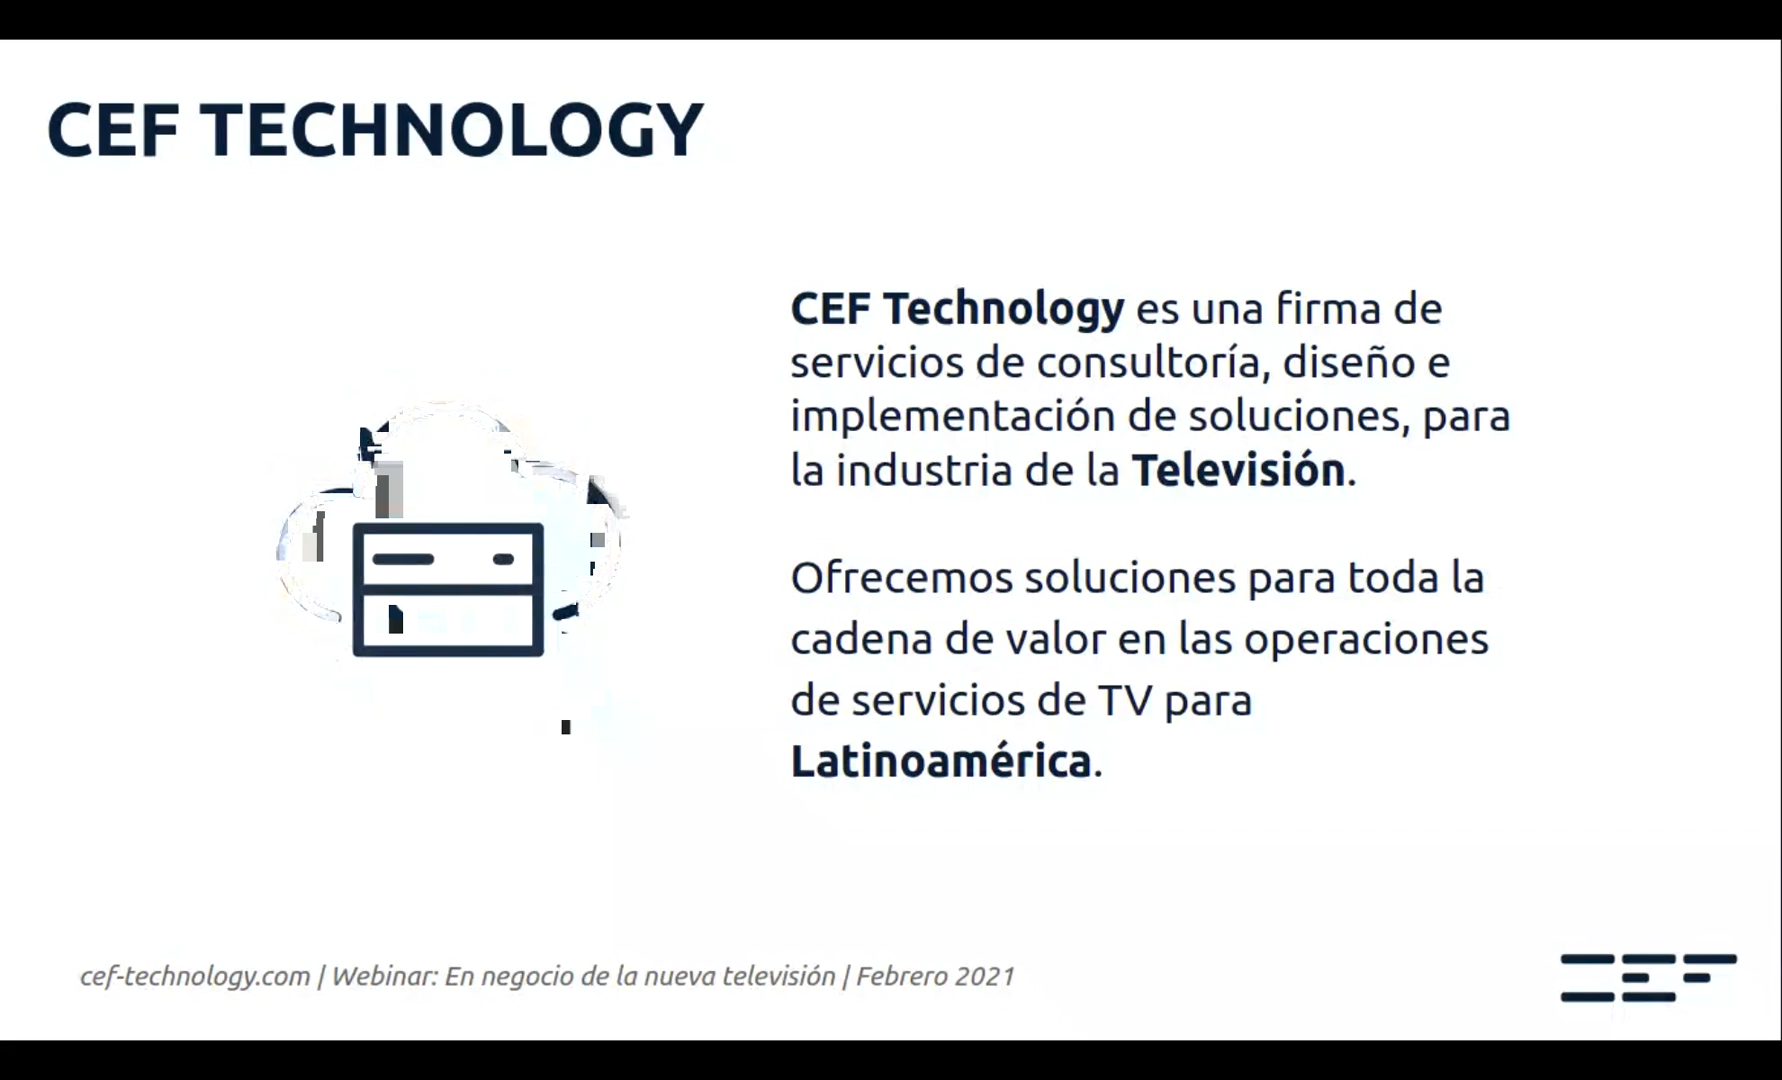 CEF TECHNOLOGY
CEF Technology es una firma de
servicios de consultoría, diseño e
implementación de soluciones, para
la industria de la Televisión.
Ofrecemos soluciones para toda la
cadena de valor en las operaciones
de servicios de TV para
Latinoamérica.
cef-technology.com | Webinar: En negocio de la nueva televisión | Febrero 2021
CEF